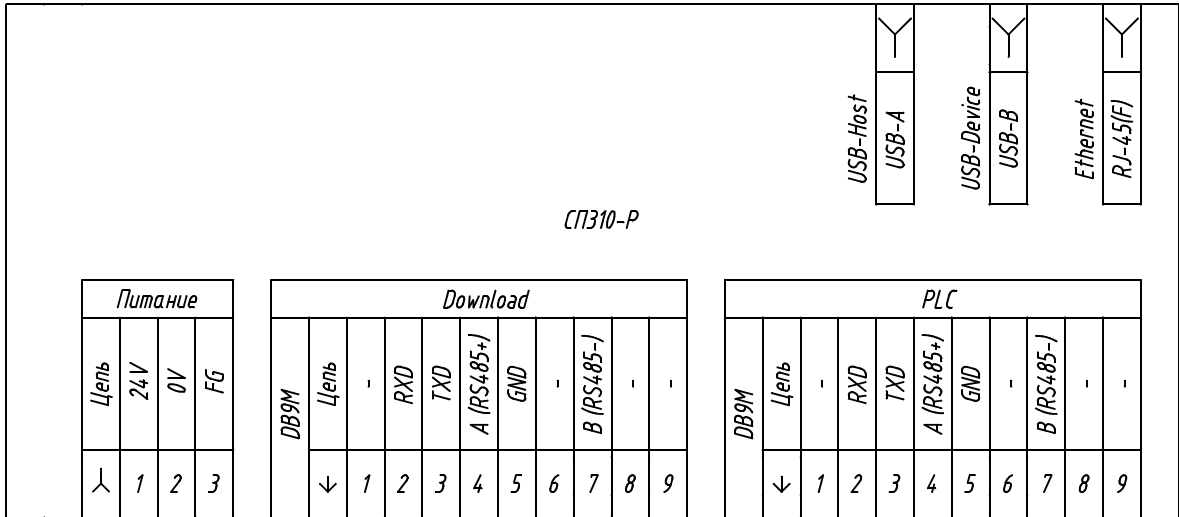 USB-Host
USB-A
USB-Device
USB-B
Ethernet
RJ-45(F)
СП310-Р
Питание
Цепь
24V
0V
FG
1
2
3
Download
DB9M
Цепь
-
RXD
TXD
A (RS485+)
GND
-
B (RS485-)
-
-
1
2
3
4
5
6
7
8
9
PLC
DB9M
Цепь
-
RXD
TXD
A (RS485+)
GND
-
B (RS485-)
-
-
1
2
3
4
5
6
7
8
9